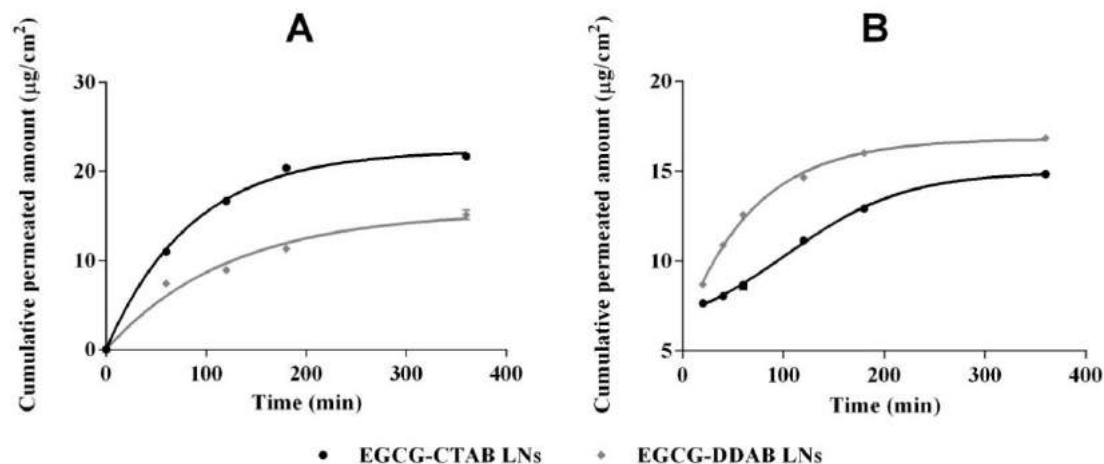 A
Cumulative permeated amount (µg/cm²)
30
20
10
0
0 100 200 300 400
Time (min)
B
Cumulative permeated amount (µg/cm²)
20
15
10
5
0 100 200 300 400
Time (min)
EGCG-CTAB LNs EGCG-DDAB LNs